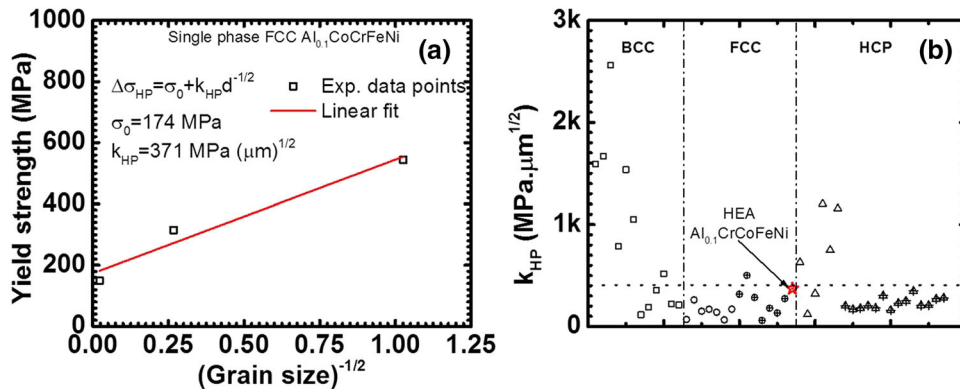 Single phase FCC Al0.1CoCrFeNi
(a)
ΔσHP=σ0+kHPd-1/2
σ0=174 MPa
kHP=371 MPa (μm)1/2
Exp. data points
Linear fit
Yield strength (MPa)
1000
800
600
400
200
0
0.00 0.25 0.50 0.75 1.00 1.25
(Grain size)-1/2
(b)
BCC FCC HCP
HEA
Al0.1CrCoFeNi
kHP (MPa.μm1/2)
3k
2k
1k
0